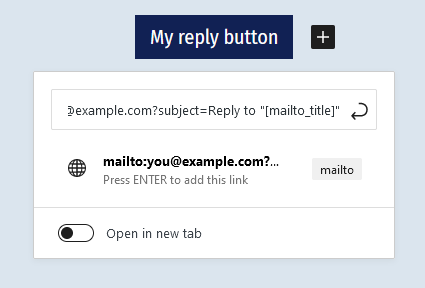 My reply button
@example.com?subject=Reply to "[mailto_title]"
mailto:you@example.com?...
Press ENTER to add this link
mailto
Open in new tab